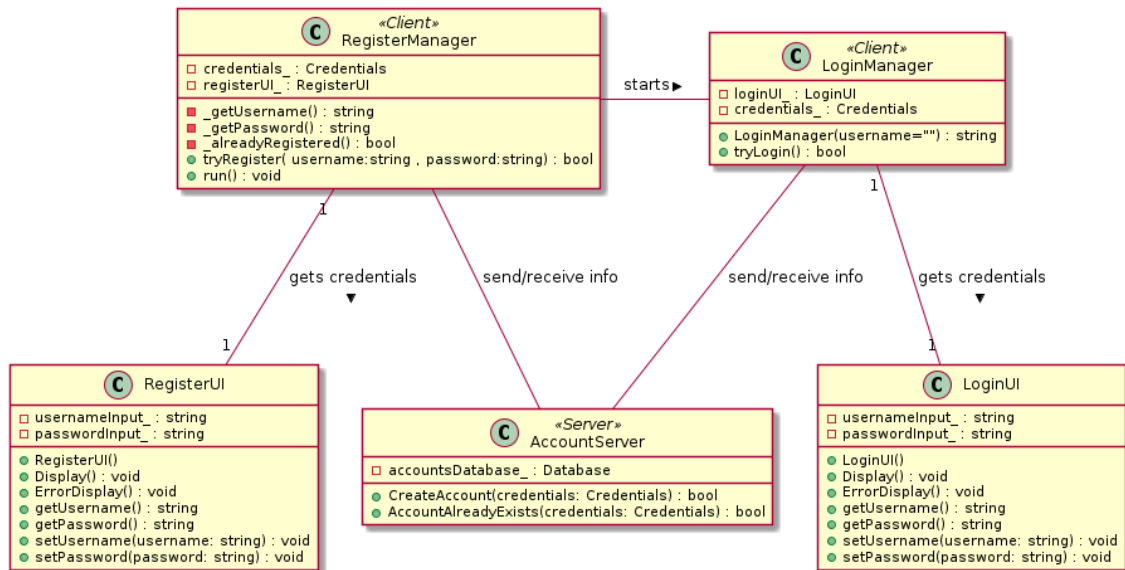 C
«Client»
RegisterManager
credentials_ : Credentials
registerUI_ : RegisterUI
_getUsername() : string
_getPassword() : string
_alreadyRegistered() : bool
tryRegister( username:string , password:string) : bool
run() : void
starts
C
«Client»
LoginManager
loginUI_ : LoginUI
credentials_ : Credentials
LoginManager(username="") : string
tryLogin() : bool
1
1
gets credentials
send/receive info
send/receive info
gets credentials
1
1
C RegisterUI
usernameInput_ : string
passwordInput_ : string
RegisterUI()
Display() : void
ErrorDisplay() : void
getUsername() : string
getPassword() : string
setUsername(username: string) : void
setPassword(password: string) : void
C
«Server»
AccountServer
accountsDatabase_ : Database
CreateAccount(credentials: Credentials) : bool
AccountAlreadyExists(credentials: Credentials) : bool
C LoginUI
usernameInput_ : string
passwordInput_ : string
LoginUI()
Display() : void
ErrorDisplay() : void
getUsername() : string
getPassword() : string
setUsername(username: string) : void
setPassword(password: string) : void